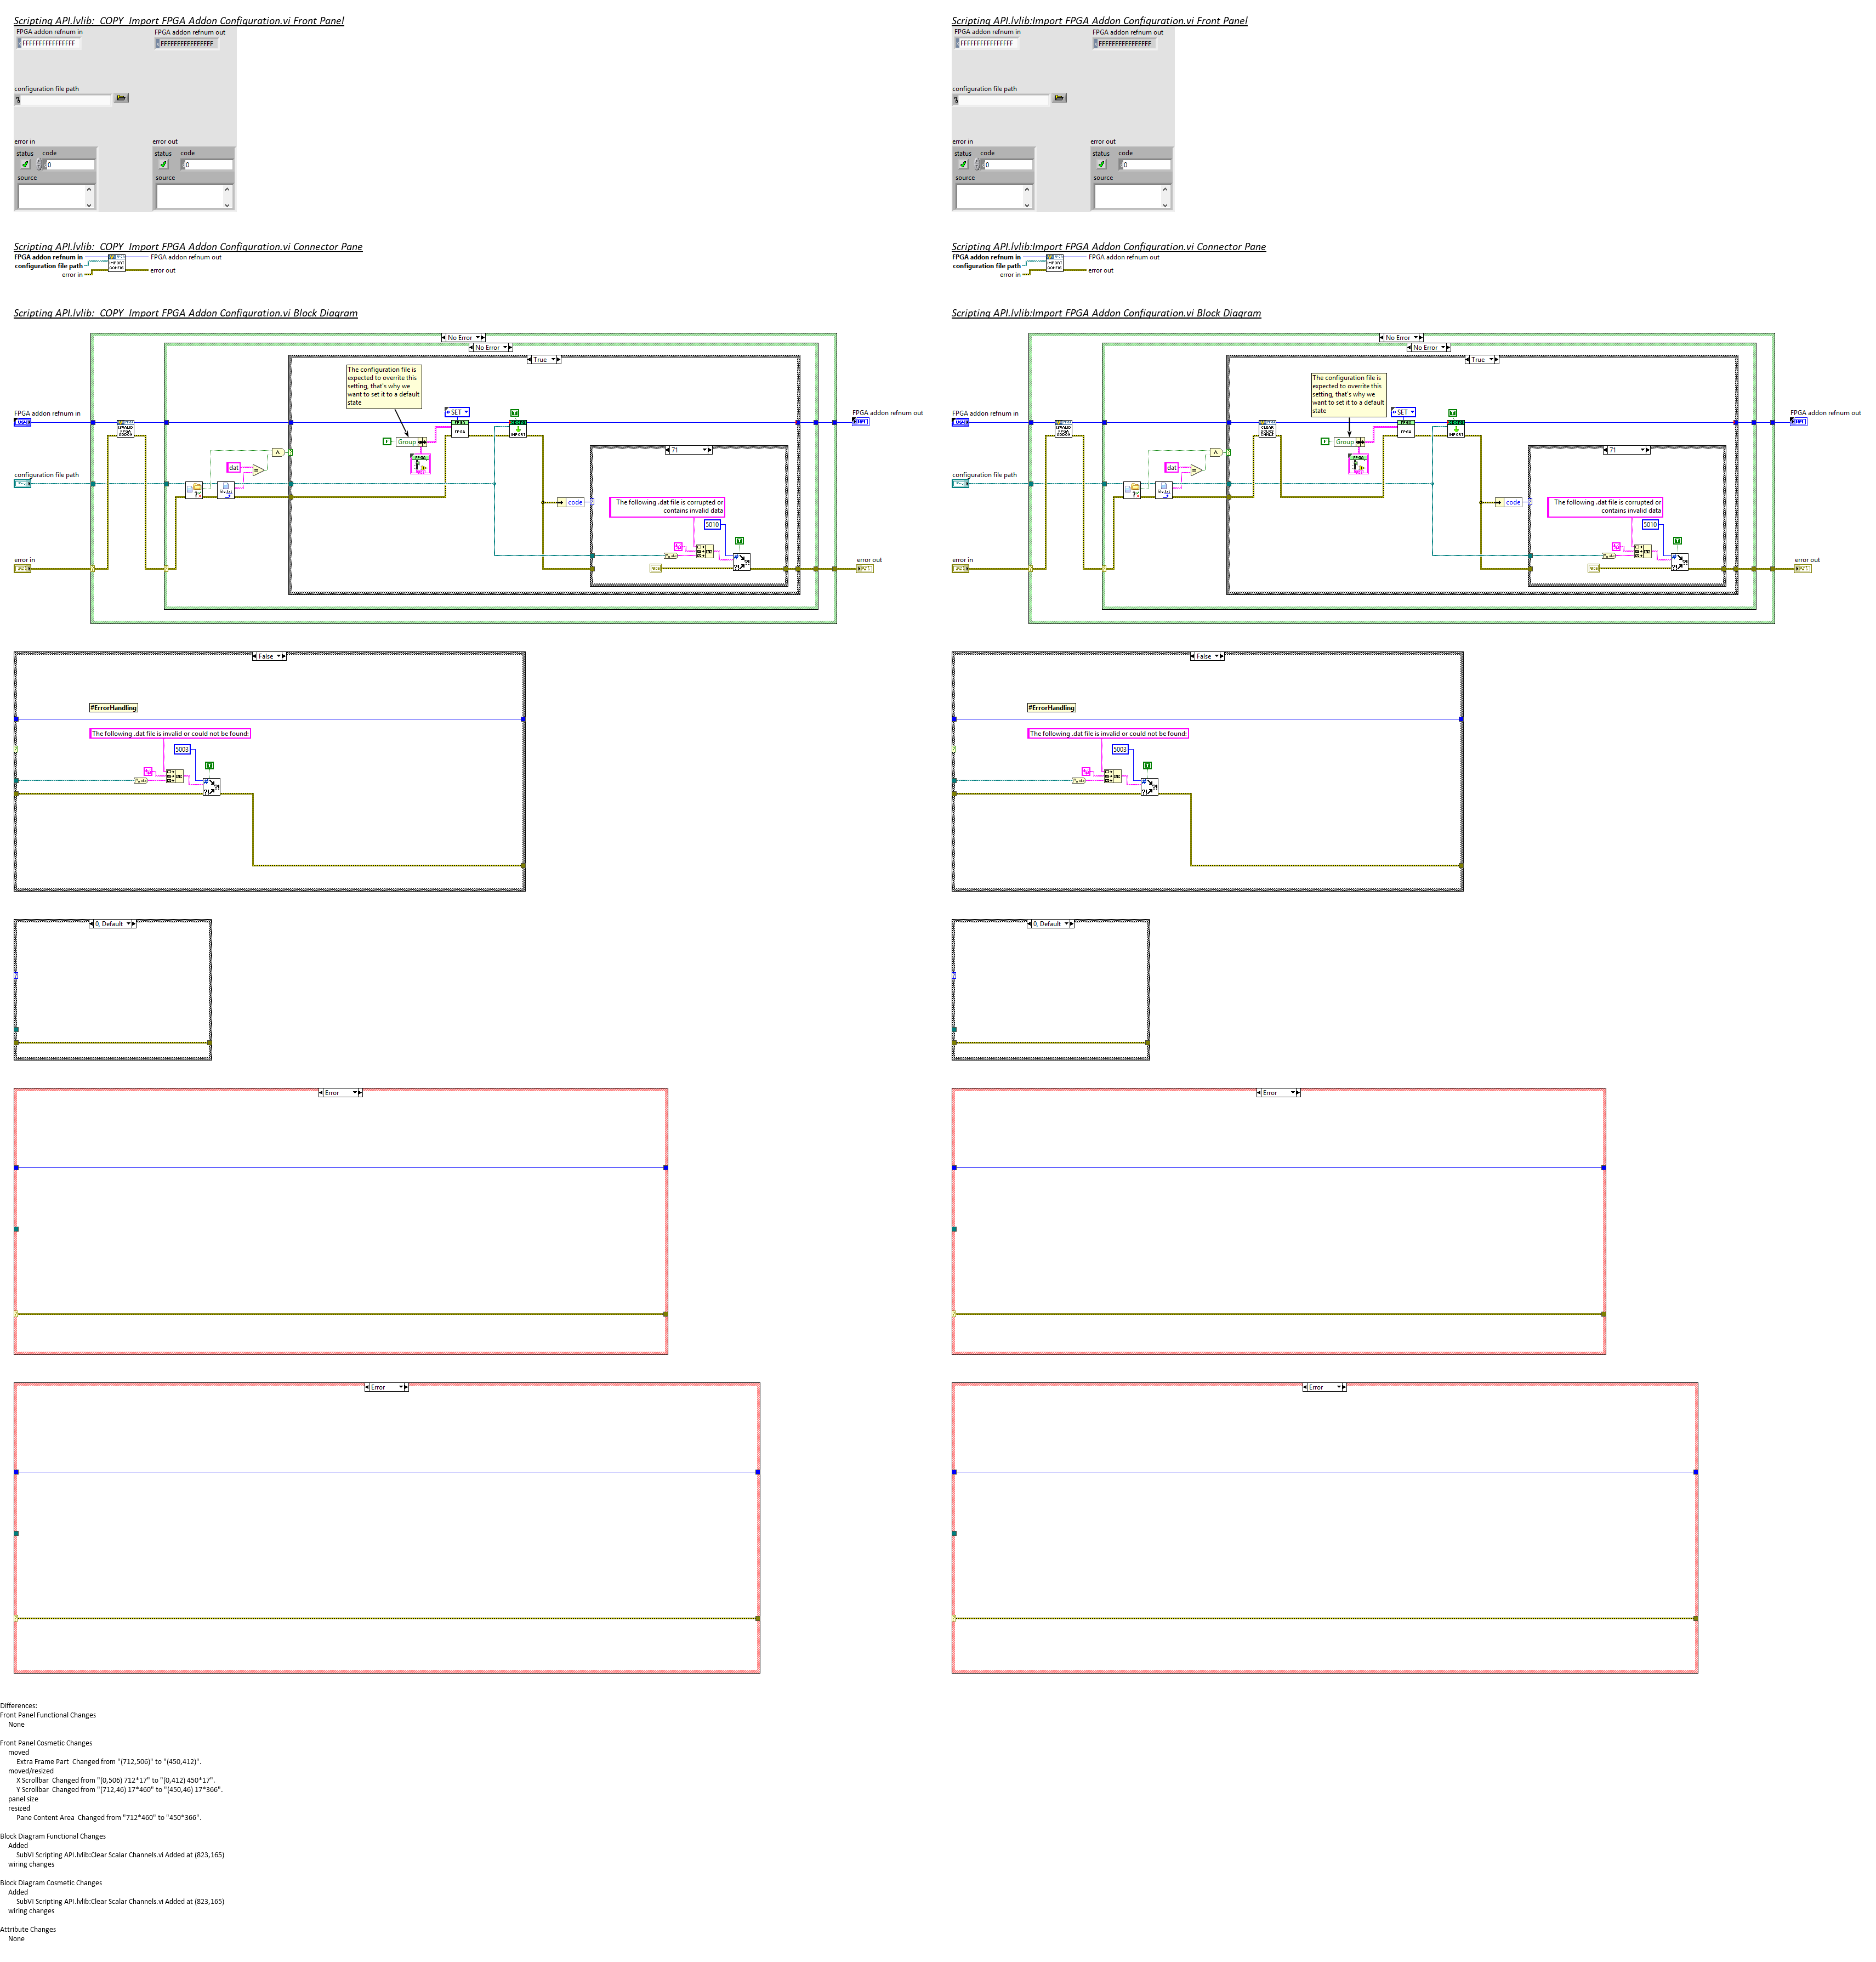 Scripting API.lvlib:_COPY_Import FPGA Addon Configuration.vi Front Panel
FPGA addon refnum in
FPGA addon refnum out
FFFFFFFFFFFFFFFF
FFFFFFFFFFFFFFFF
configuration file path
error in
error out
status code
status code
0
0
source
source
Scripting API.lvlib:Import FPGA Addon Configuration.vi Front Panel
FPGA addon refnum in
FPGA addon refnum out
FFFFFFFFFFFFFFFF
FFFFFFFFFFFFFFFF
configuration file path
error in
error out
status code
status code
0
0
source
source
Scripting API.lvlib:_COPY_Import FPGA Addon Configuration.vi Connector Pane
FPGA addon refnum in
FPGA addon refnum out
configuration file path
IMPORT
CONFIG
error in
error out
Scripting API.lvlib:Import FPGA Addon Configuration.vi Connector Pane
FPGA addon refnum in
FPGA addon refnum out
configuration file path
IMPORT
CONFIG
error in
error out
Scripting API.lvlib:_COPY_Import FPGA Addon Configuration.vi Block Diagram
No Error
No Error
True
The configuration file is
expected to overrite this
setting, that's why we
want to set it to a default
state
SET
FPGA addon refnum in
FPGA addon refnum out
FPGA
ADDON
FPGA
FPGA
IMPORT
Group
71
dat
configuration file path
code
The following .dat file is corrupted or
contains invalid data
5010
error in
error out
Scripting API.lvlib:Import FPGA Addon Configuration.vi Block Diagram
No Error
No Error
True
The configuration file is
expected to overrite this
setting, that's why we
want to set it to a default
state
SET
FPGA addon refnum in
FPGA addon refnum out
FPGA
ADDON
CLEAR
FPGA
FPGA
IMPORT
Group
71
dat
configuration file path
code
The following .dat file is corrupted or
contains invalid data
5010
error in
error out
False
#ErrorHandling
The following .dat file is invalid or could not be found:
5003
False
#ErrorHandling
The following .dat file is invalid or could not be found:
5003
0, Default
0, Default
Error
Error
Error
Error
Differences:
Front Panel Functional Changes
None
Front Panel Cosmetic Changes
moved
Extra Frame Part Changed from "(712,506)" to "(450,412)".
moved/resized
X Scrollbar Changed from "(0,506) 712*17" to "(0,412) 450*17".
Y Scrollbar Changed from "(712,46) 17*460" to "(450,46) 17*366".
panel size
resized
Pane Content Area Changed from "712*460" to "450*366".
Block Diagram Functional Changes
Added
SubVI Scripting API.lvlib:Clear Scalar Channels.vi Added at (823,165)
wiring changes
Block Diagram Cosmetic Changes
Added
SubVI Scripting API.lvlib:Clear Scalar Channels.vi Added at (823,165)
wiring changes
Attribute Changes
None